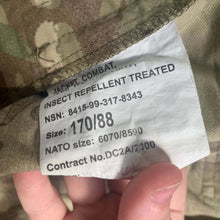 JACKET, COMBAT,
INSECT REPELLENT TREATED
NSN: 8415-99-317-8343
Size: 170/88
NATO size: 6070/8590
Contract No.DC2A/2300